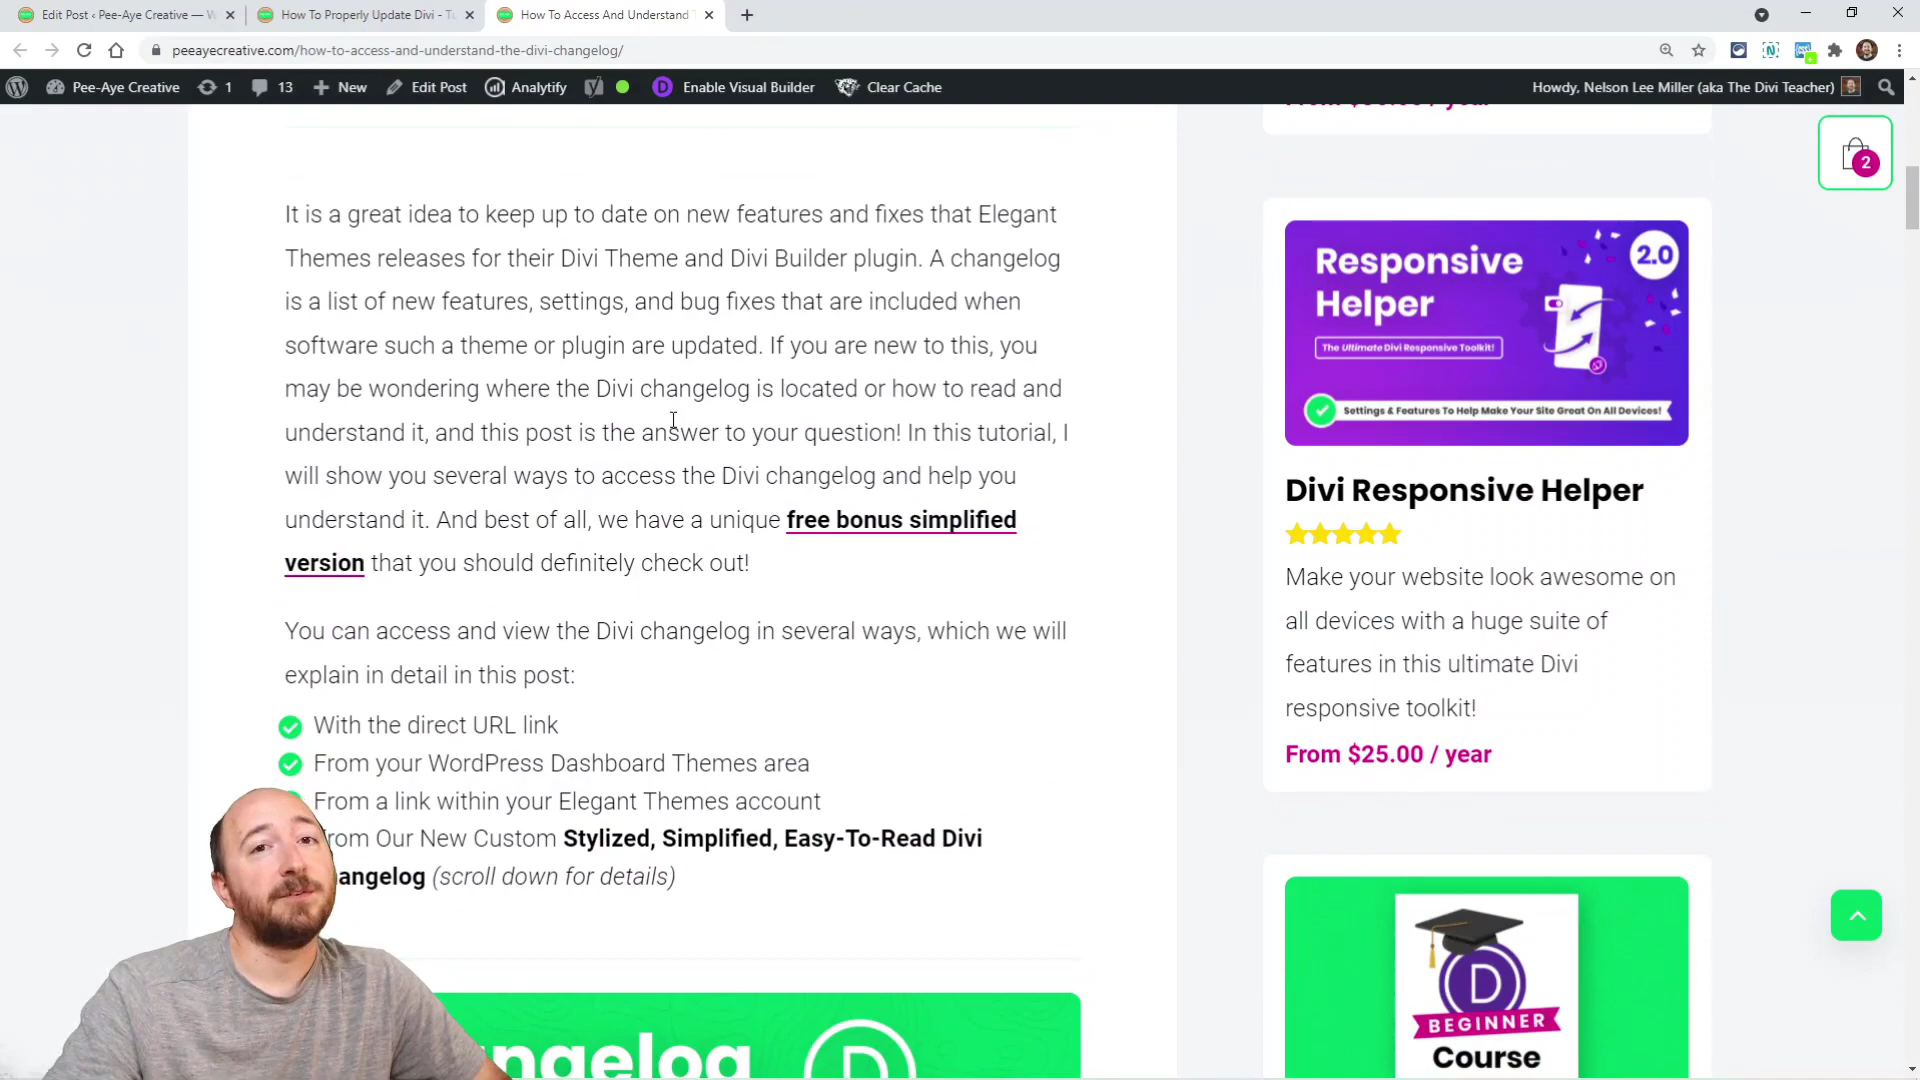 Edit Post ‹ Pee-Aye Creative — W
How To Properly Update Divi - Tu
How To Access And Understand T
peeayecreative.com/how-to-access-and-understand-the-divi-changelog/
Pee-Aye Creative
1
13
New
Edit Post
Analytify
Enable Visual Builder
Clear Cache
Howdy, Nelson Lee Miller (aka The Divi Teacher)
2
It is a great idea to keep up to date on new features and fixes that Elegant
Themes releases for their Divi Theme and Divi Builder plugin. A changelog
is a list of new features, settings, and bug fixes that are included when
software such a theme or plugin are updated. If you are new to this, you
may be wondering where the Divi changelog is located or how to read and
understand it, and this post is the answer to your question! In this tutorial, I
will show you several ways to access the Divi changelog and help you
understand it. And best of all, we have a unique free bonus simplified
version that you should definitely check out!
You can access and view the Divi changelog in several ways, which we will
explain in detail in this post:
With the direct URL link
From your WordPress Dashboard Themes area
From a link within your Elegant Themes account
rom Our New Custom Stylized, Simplified, Easy-To-Read Divi
angelog (scroll down for details)
ngelog
D
Responsive
Helper
2.0
The Ultimate Divi Responsive Toolkit!
Settings & Features To Help Make Your Site Great On All Devices!
Divi Responsive Helper
Make your website look awesome on
all devices with a huge suite of
features in this ultimate Divi
responsive toolkit!
From $25.00 / year
D
BEGINNER
Course